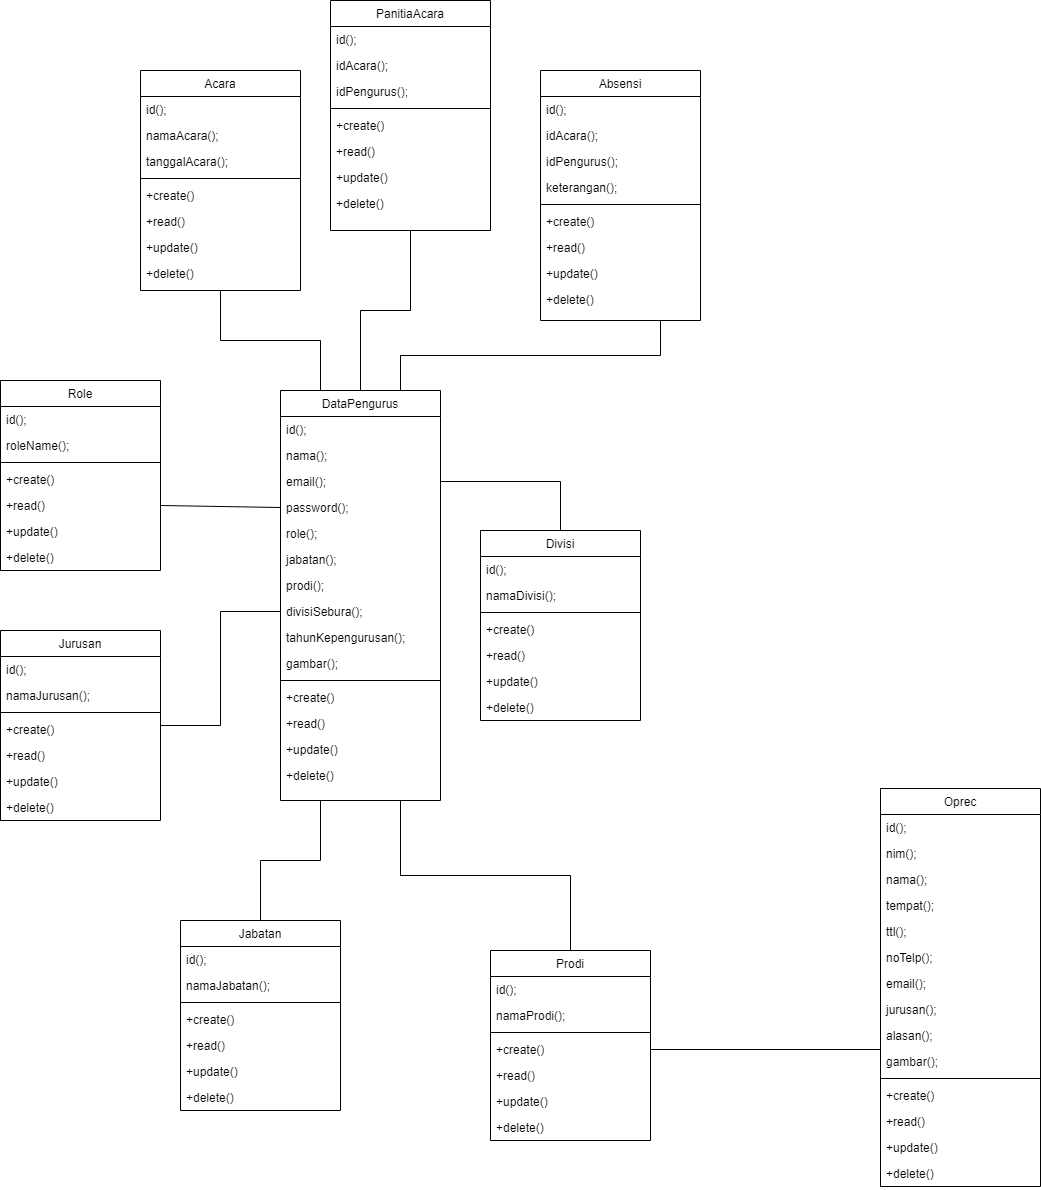 PanitiaAcara
id();
idAcara();
idPengurus();
+create()
+read()
+update()
+delete()
Acara
id();
namaAcara();
tanggalAcara();
+create()
+read()
+update()
+delete()
Absensi
id();
idAcara();
idPengurus();
keterangan();
+create()
+read()
+update()
+delete()
Role
id();
roleName();
+create()
+read()
+update()
+delete()
DataPengurus
id();
nama();
email();
password();
role();
jabatan();
prodi();
divisiSebura();
tahunKepengurusan();
gambar();
+create()
+read()
+update()
+delete()
Divisi
id();
namaDivisi();
+create()
+read()
+update()
+delete()
Jurusan
id();
namaJurusan();
+create()
+read()
+update()
+delete()
Oprec
id();
nim();
nama();
tempat();
ttl();
noTelp();
email();
jurusan();
alasan();
gambar();
+create()
+read()
+update()
+delete()
Jabatan
id();
namaJabatan();
+create()
+read()
+update()
+delete()
Prodi
id();
namaProdi();
+create()
+read()
+update()
+delete()